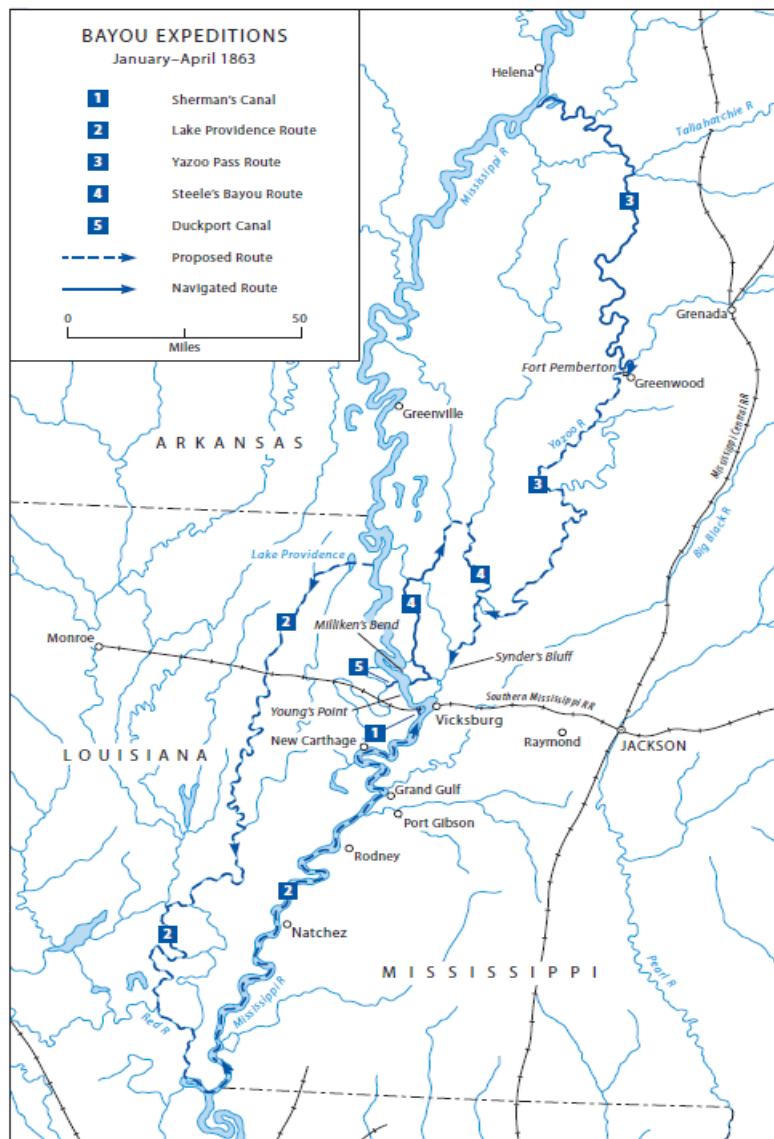 BAYOU EXPEDITIONS
January–April 1863
1 Sherman's Canal
2 Lake Providence Route
3 Yazoo Pass Route
4 Steele's Bayou Route
5 Duckport Canal
Proposed Route
Navigated Route
0 50
Miles
Helena
Mississippi R
Tallahatchie R
3
Grenada
Fort Pemberton
Greenwood
Greenville
Yazoo R
Mississippi Central RR
ARKANSAS
3
Big Black R
Lake Providence
4
2
4
Milliken's Bend
Monroe
5
Synder's Bluff
Young's Point
Southern Mississippi RR
Vicksburg
1
New Carthage
Raymond
JACKSON
LOUISIANA
Grand Gulf
Port Gibson
Rodney
2
Natchez
2
MISSISSIPPI
Pearl R
Mississippi R
Red R